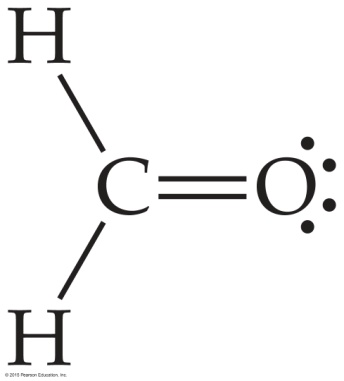 H
C O
H
© 2015 Pearson Education, Inc.